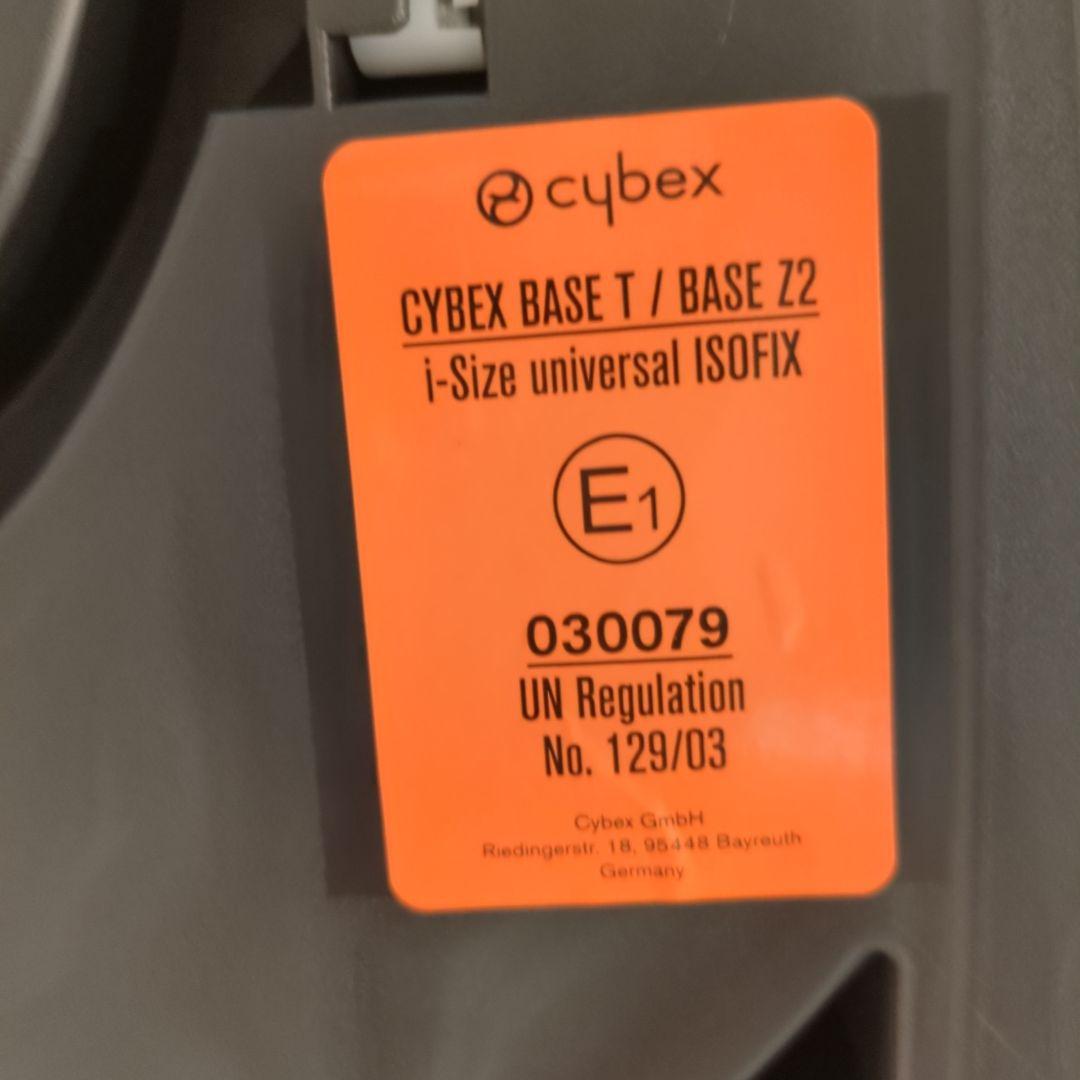 cybex
CYBEX BASE T / BASE Z2
i-Size universal ISOFIX
E1
030079
UN Regulation
No. 129/03
Cybex GmbH
Riedingerstr. 18, 95448 Bayreuth
Germany